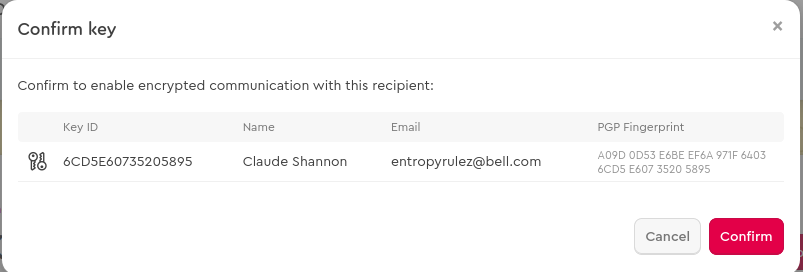 Confirm key
×
Confirm to enable encrypted communication with this recipient:
Key ID Name Email PGP Fingerprint
6CD5E60735205895 Claude Shannon entropyrulez@bell.com A09D 0D53 E6BE EF6A 971F 6403
6CD5 E607 3520 5895
Cancel Confirm